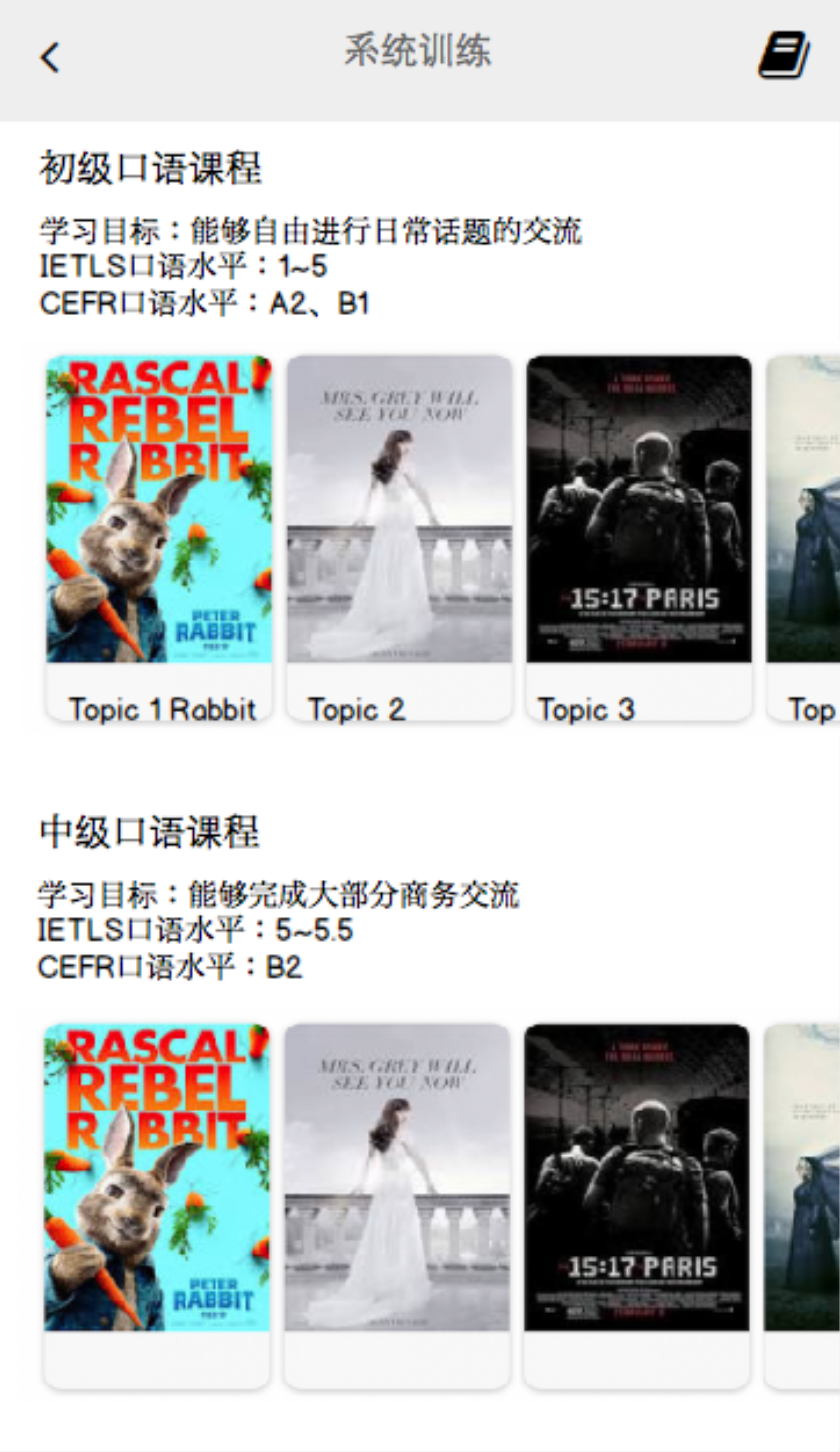 系统训练
初级口语课程
学习目标：能够自由进行日常话题的交流
IETLS口语水平：1~5
CEFR口语水平：A2、B1
RASCAL
REBEL
RABBIT
PETER
RABBIT
MRS. GREY WILL
SEE YOU NOW
15:17 PARIS
Topic 1 Rabbit
Topic 2
Topic 3
Top
中级口语课程
学习目标：能够完成大部分商务交流
IETLS口语水平：5~5.5
CEFR口语水平：B2
RASCAL
REBEL
RABBIT
PETER
RABBIT
MRS. GREY WILL
SEE YOU NOW
15:17 PARIS